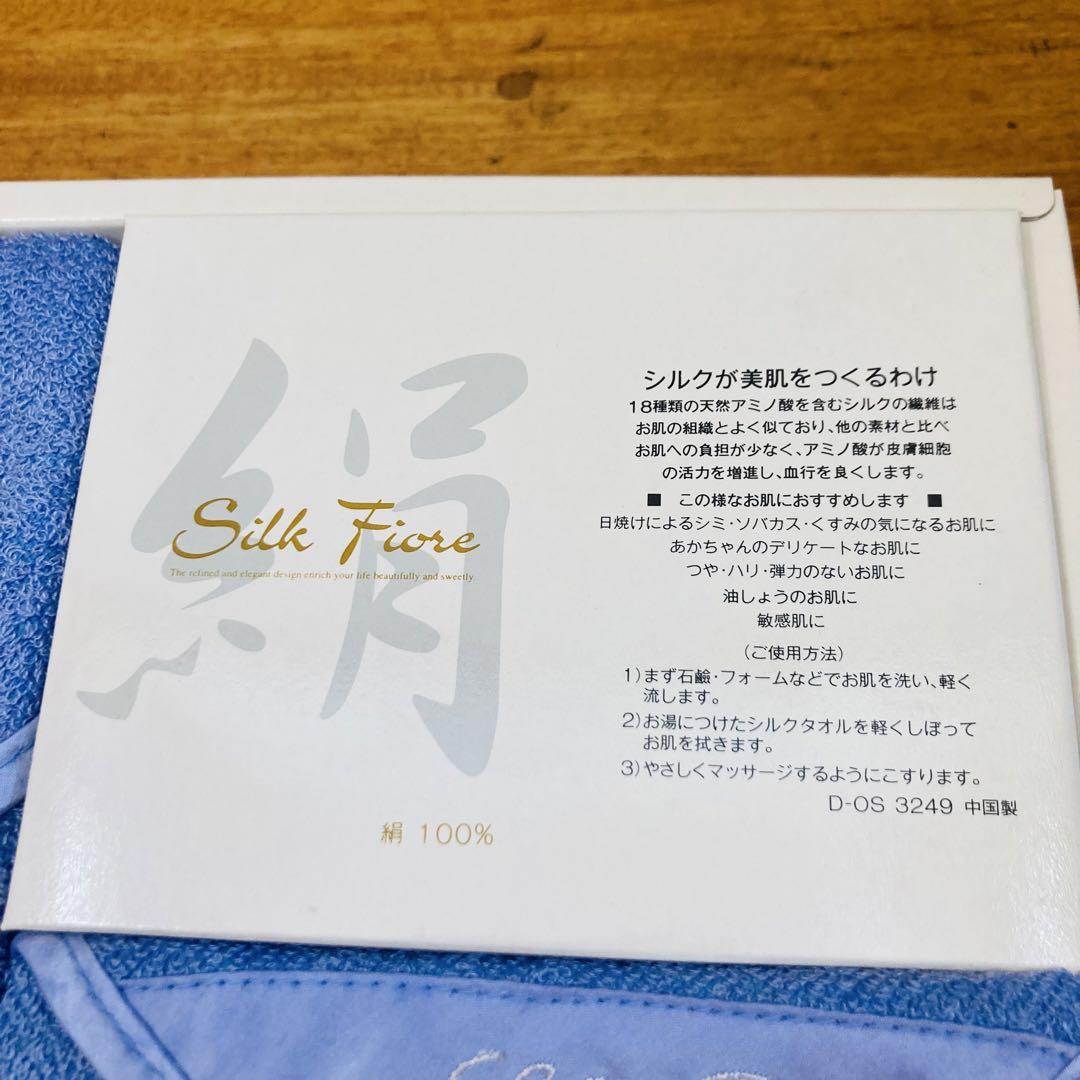 絹
Silk Fiore
The refined and elegant design enrich your life beautifully and sweetly
絹 100%
シルクが美肌をつくるわけ
18種類の天然アミノ酸を含むシルクの繊維は
お肌の組織とよく似ており、他の素材と比べ
お肌への負担が少なく、アミノ酸が皮膚細胞
の活力を増進し、血行を良くします。
■ この様なお肌におすすめします ■
日焼けによるシミ・ソバカス・くすみの気になるお肌に
あかちゃんのデリケートなお肌に
つや・ハリ・弾力のないお肌に
油しょうのお肌に
敏感肌に
(ご使用方法)
1)まず石鹸・フォームなどでお肌を洗い、軽く
流します。
2)お湯につけたシルクタオルを軽くしぼって
お肌を拭きます。
3)やさしくマッサージするようにこすります。
D-OS 3249 中国製